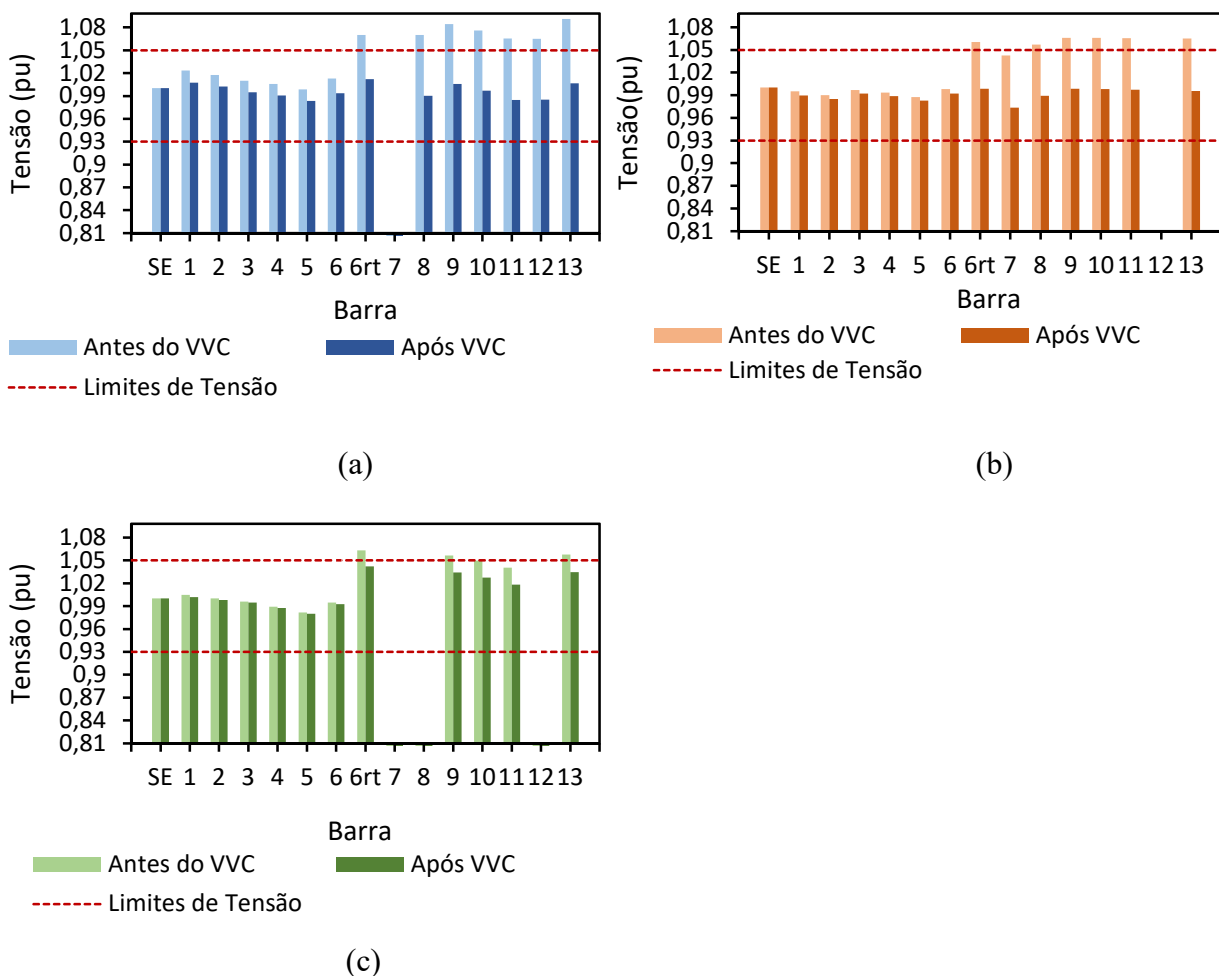 Tensão (pu)
1,08
1,05
1,02
0,99
0,96
0,93
0,9
0,87
0,84
0,81
SE 1 2 3 4 5 6 6rt 7 8 9 10 11 12 13
Barra
Antes do VVC Após VVC
Limites de Tensão
(a)
Tensão(pu)
1,08
1,05
1,02
0,99
0,96
0,93
0,9
0,87
0,84
0,81
SE 1 2 3 4 5 6 6rt 7 8 9 10 11 12 13
Barra
Antes do VVC Após VVC
Limites de Tensão
(b)
Tensão (pu)
1,08
1,05
1,02
0,99
0,96
0,93
0,9
0,87
0,84
0,81
SE 1 2 3 4 5 6 6rt 7 8 9 10 11 12 13
Barra
Antes do VVC Após VVC
Limites de Tensão
(c)